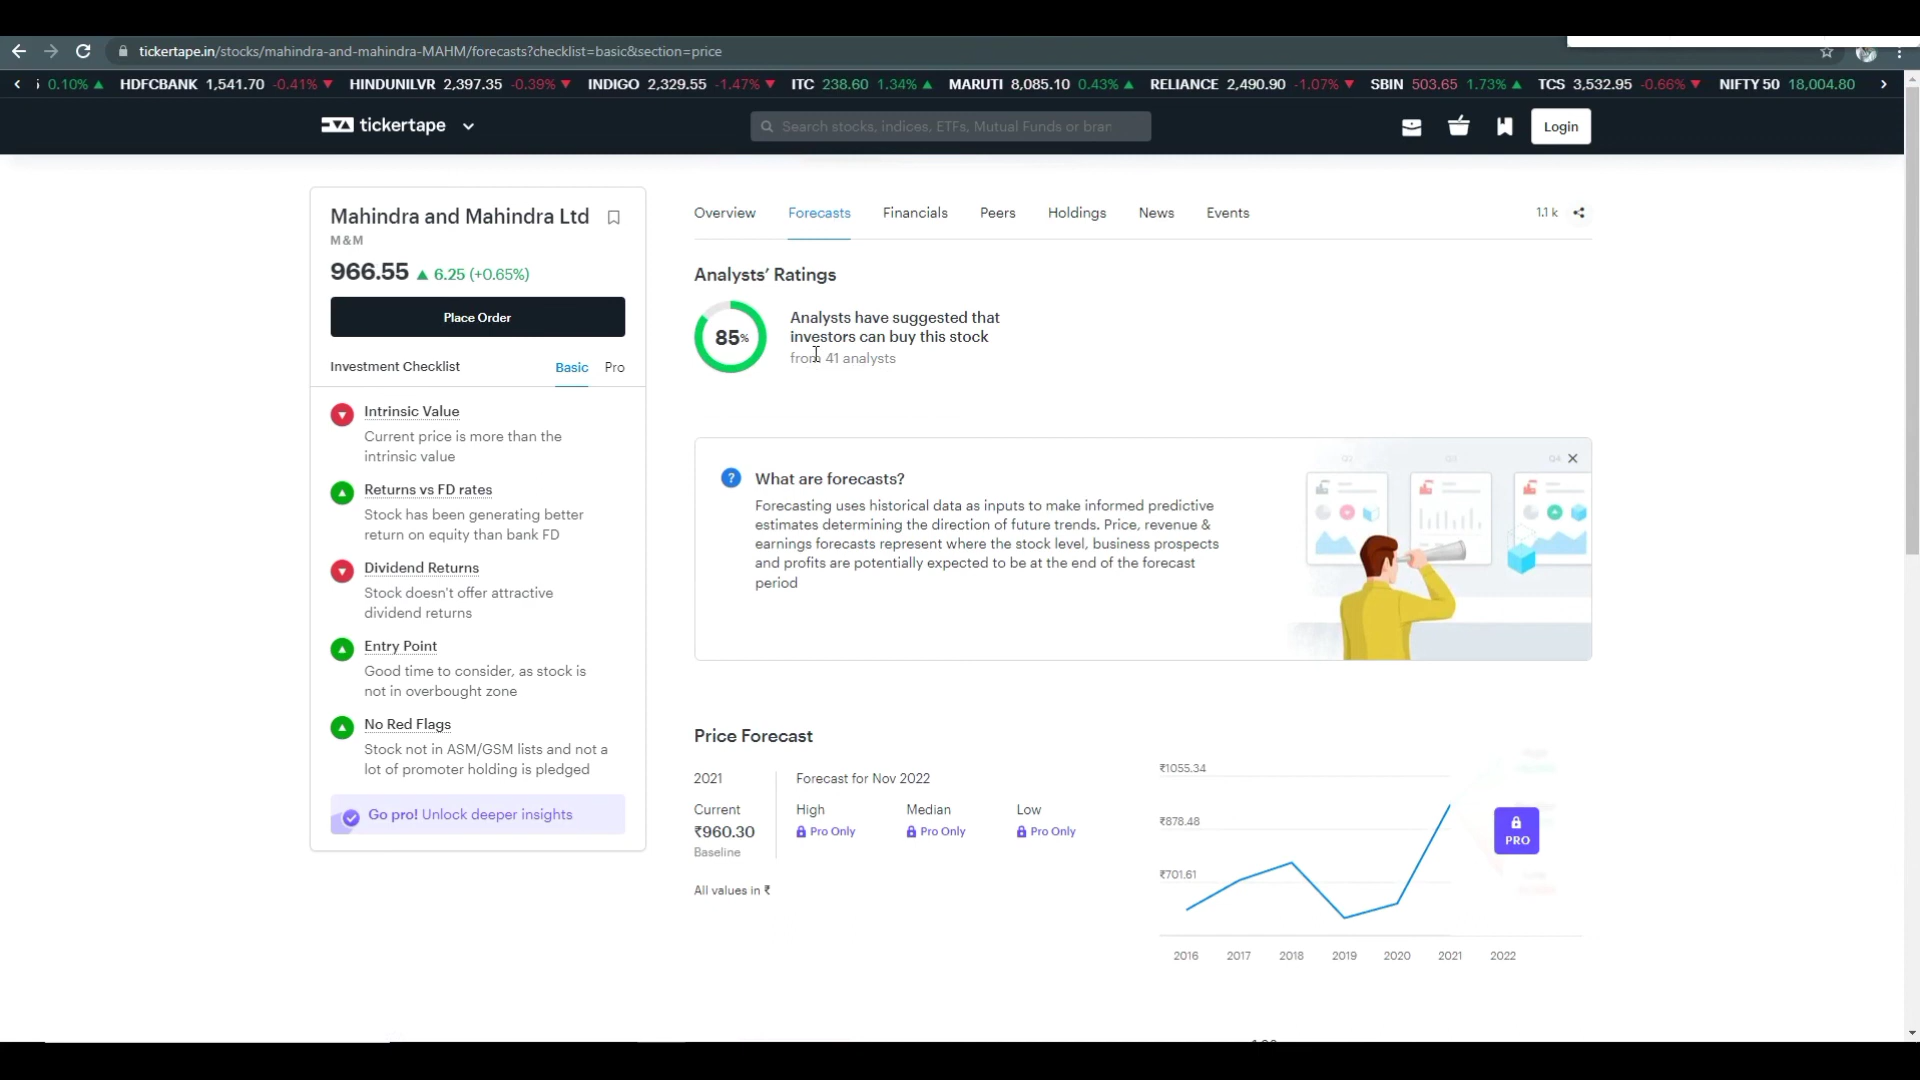 tickertape.in/stocks/mahindra-and-mahindra-MAHM/forecasts?checklist=basic&section=price
0.10% ▲ HDFCBANK 1,541.70 -0.41% ▼ HINDUNILVR 2,397.35 -0.39% ▼ INDIGO 2,329.55 -1.47% ▼ ITC 238.60 1.34% ▲ MARUTI 8,085.10 0.43% ▲ RELIANCE 2,490.90 -1.07% ▼ SBIN 503.65 1.73% ▲ TCS 3,532.95 -0.66% ▼ NIFTY 50 18,004.80
tickertape
Search stocks, indices, ETFs, Mutual Funds or bran
Login
Mahindra and Mahindra Ltd
M&M
966.55 ▲ 6.25 (+0.65%)
Place Order
Investment Checklist Basic Pro
Intrinsic Value
Current price is more than the
intrinsic value
Returns vs FD rates
Stock has been generating better
return on equity than bank FD
Dividend Returns
Stock doesn't offer attractive
dividend returns
Entry Point
Good time to consider, as stock is
not in overbought zone
No Red Flags
Stock not in ASM/GSM lists and not a
lot of promoter holding is pledged
Go pro! Unlock deeper insights
Overview Forecasts Financials Peers Holdings News Events 1.1 k
Analysts' Ratings
85%
Analysts have suggested that
investors can buy this stock
from 41 analysts
What are forecasts?
Forecasting uses historical data as inputs to make informed predictive
estimates determining the direction of future trends. Price, revenue &
earnings forecasts represent where the stock level, business prospects
and profits are potentially expected to be at the end of the forecast
period
Price Forecast
2021 Forecast for Nov 2022
Current High Median Low
₹960.30 Pro Only Pro Only Pro Only
Baseline
All values in ₹
₹1055.34
₹878.48
₹701.61
PRO
2016 2017 2018 2019 2020 2021 2022